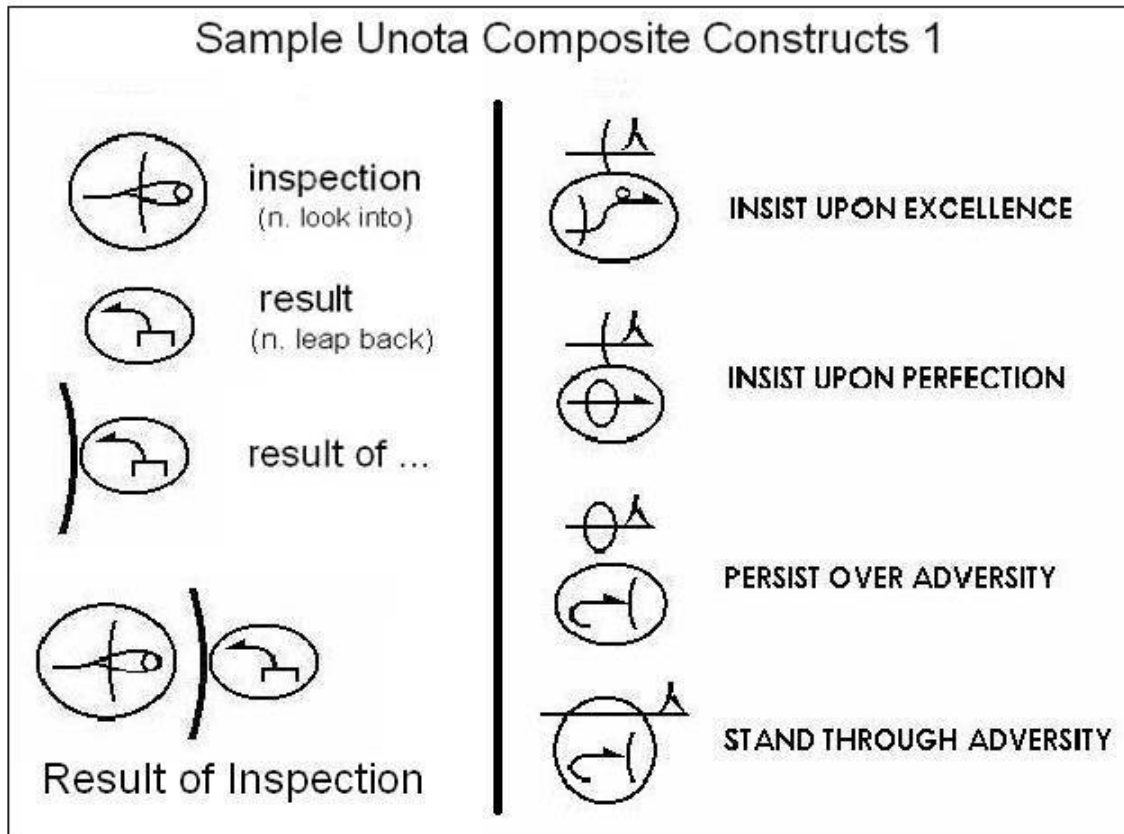 Sample Unota Composite Constructs 1
inspection
(n. look into)
result
(n. leap back)
result of ...
Result of Inspection
INSIST UPON EXCELLENCE
INSIST UPON PERFECTION
PERSIST OVER ADVERSITY
STAND THROUGH ADVERSITY